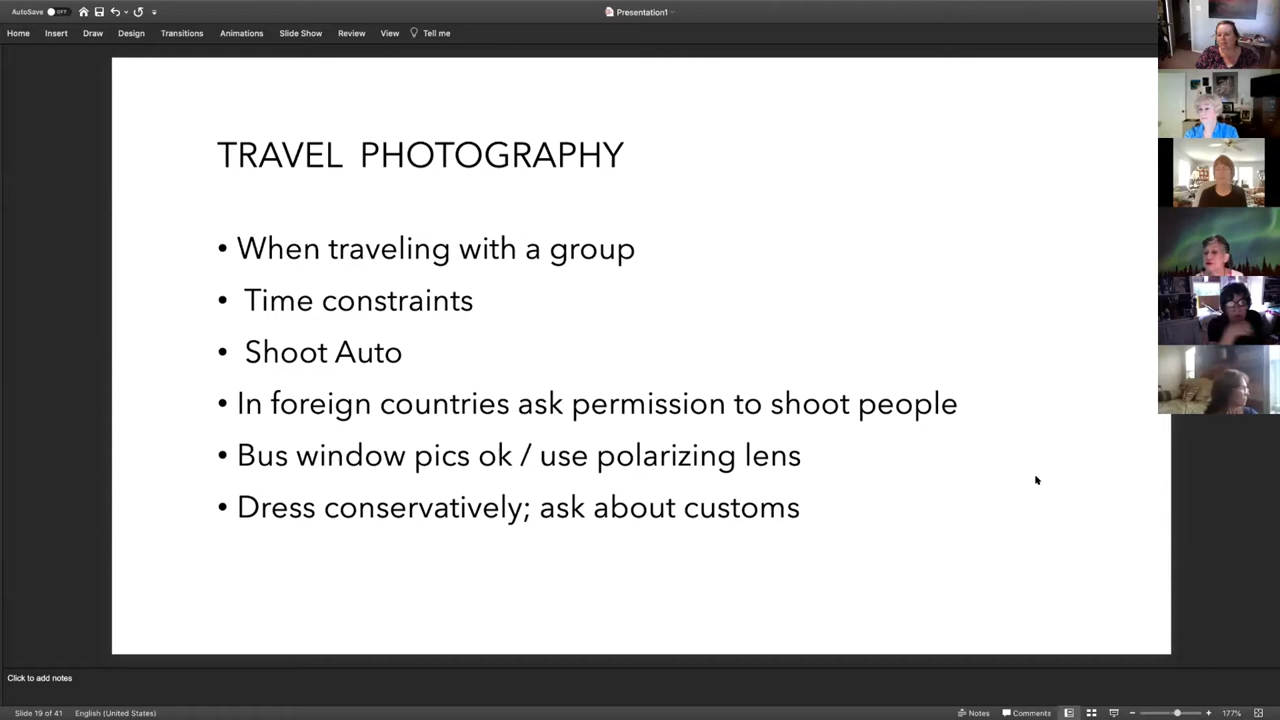 AutoSave OFF
Presentation1
Home Insert Draw Design Transitions Animations Slide Show Review View Tell me
TRAVEL PHOTOGRAPHY
• When traveling with a group
• Time constraints
• Shoot Auto
• In foreign countries ask permission to shoot people
• Bus window pics ok / use polarizing lens
• Dress conservatively; ask about customs
Click to add notes
Slide 19 of 41 English (United States) Notes Comments 177%